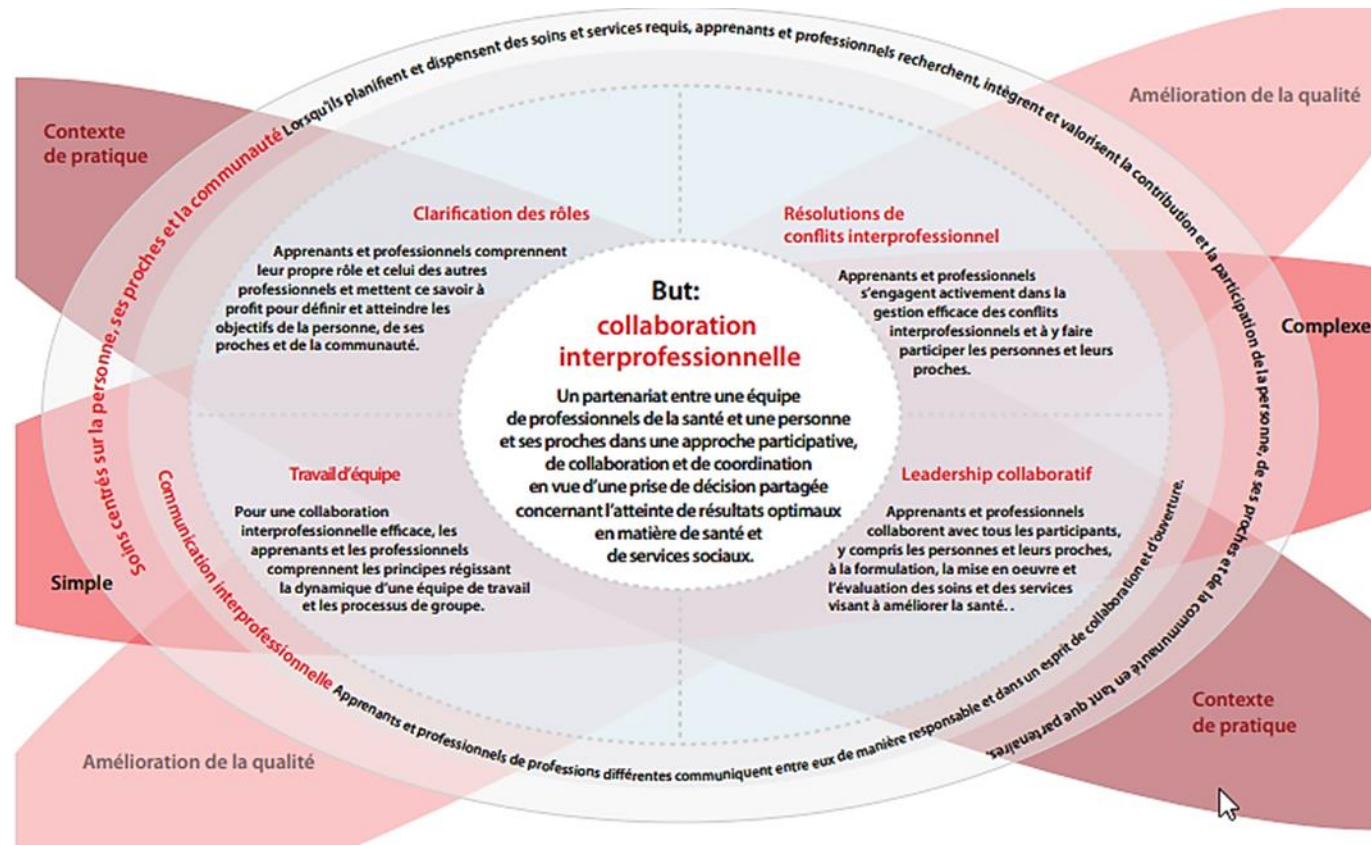 Soins centrés sur la personne, ses proches et la communauté Lorsqu'ils planifient et dispensent des soins et services requis, apprenants et professionnels recherchent, intègrent et valorisent la contribution et la participation de la personne, de ses proches et de la communauté en tant que partenaires.
Amélioration de la qualité
Contexte
de pratique
Clarification des rôles
Apprenants et professionnels comprennent
leur propre rôle et celui des autres
professionnels et mettent ce savoir à
profit pour définir et atteindre les
objectifs de la personne, de ses
proches et de la communauté.
Résolutions de
conflits interprofessionnel
Apprenants et professionnels
s'engagent activement dans la
gestion efficace des conflits
interprofessionnels et à y faire
participer les personnes et leurs
proches.
But:
collaboration
interprofessionnelle
Un partenariat entre une équipe
de professionnels de la santé et une personne
et ses proches dans une approche participative,
de collaboration et de coordination
en vue d'une prise de décision partagée
concernant l'atteinte de résultats optimaux
en matière de santé et
de services sociaux.
Complexe
Travail d'équipe
Pour une collaboration
interprofessionnelle efficace, les
apprenants et les professionnels
comprennent les principes régissant
la dynamique d'une équipe de travail
et les processus de groupe.
Leadership collaboratif
Apprenants et professionnels
collaborent avec tous les participants,
y compris les personnes et leurs proches,
à la formulation, la mise en oeuvre et
l'évaluation des soins et des services
visant à améliorer la santé. .
Simple
Communication interprofessionnelle Apprenants et professionnels de professions différentes communiquent entre eux de manière responsable et dans un esprit de collaboration et d'ouverture.
Contexte
de pratique
Amélioration de la qualité